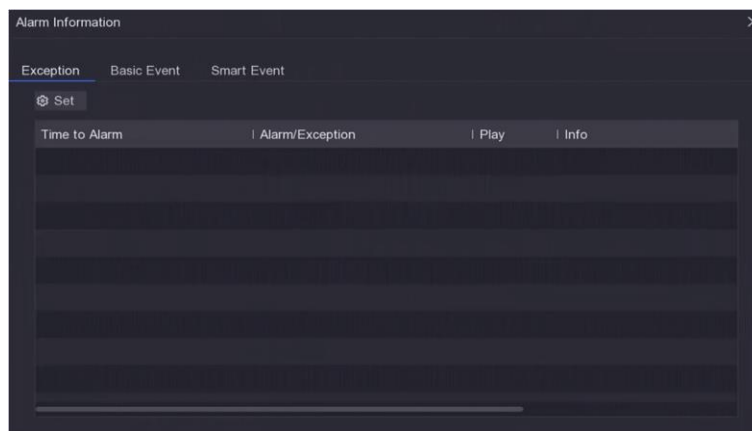 Alarm Information
Exception Basic Event Smart Event
Set
Time to Alarm Alarm/Exception Play Info